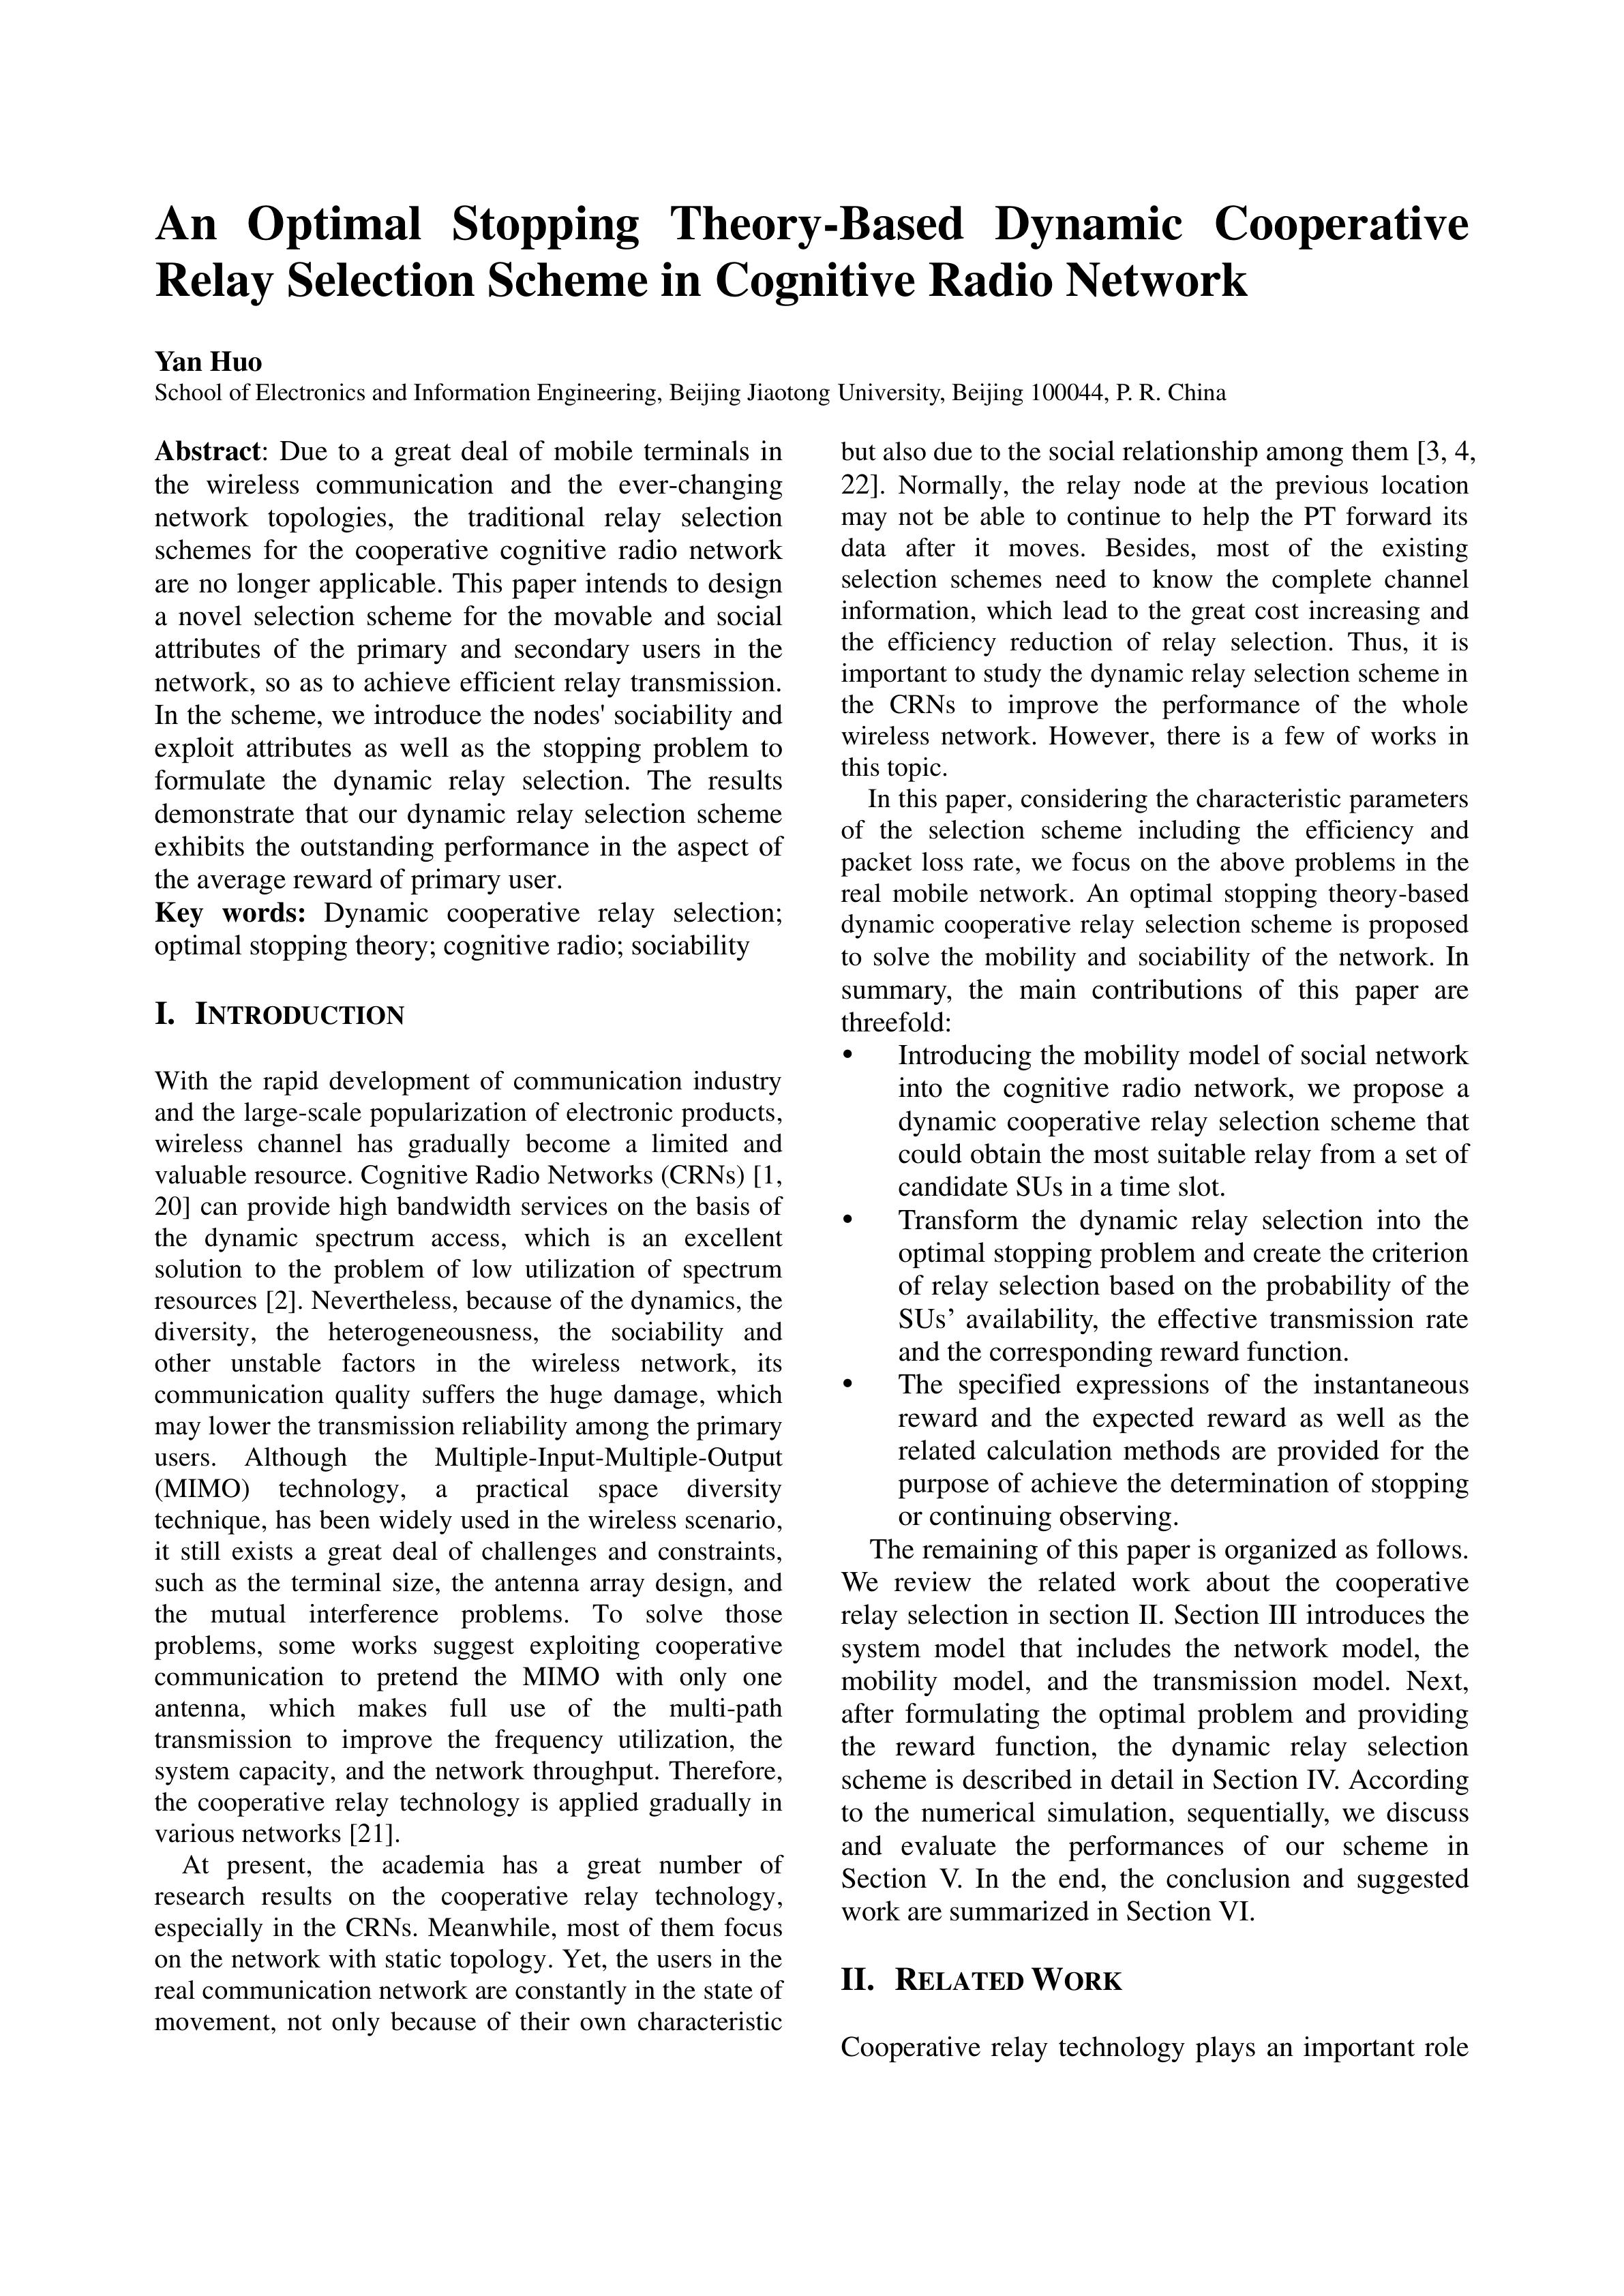 An Optimal Stopping Theory-Based Dynamic Cooperative
Relay Selection Scheme in Cognitive Radio Network
Yan Huo
School of Electronics and Information Engineering, Beijing Jiaotong University, Beijing 100044, P. R. China
Abstract: Due to a great deal of mobile terminals in
the wireless communication and the ever-changing
network topologies, the traditional relay selection
schemes for the cooperative cognitive radio network
are no longer applicable. This paper intends to design
a novel selection scheme for the movable and social
attributes of the primary and secondary users in the
network, so as to achieve efficient relay transmission.
In the scheme, we introduce the nodes' sociability and
exploit attributes as well as the stopping problem to
formulate the dynamic relay selection. The results
demonstrate that our dynamic relay selection scheme
exhibits the outstanding performance in the aspect of
the average reward of primary user.
Key words: Dynamic cooperative relay selection;
optimal stopping theory; cognitive radio; sociability
I. INTRODUCTION
With the rapid development of communication industry
and the large-scale popularization of electronic products,
wireless channel has gradually become a limited and
valuable resource. Cognitive Radio Networks (CRNs) [1,
20] can provide high bandwidth services on the basis of
the dynamic spectrum access, which is an excellent
solution to the problem of low utilization of spectrum
resources [2]. Nevertheless, because of the dynamics, the
diversity, the heterogeneousness, the sociability and
other unstable factors in the wireless network, its
communication quality suffers the huge damage, which
may lower the transmission reliability among the primary
users. Although the Multiple-Input-Multiple-Output
(MIMO) technology, a practical space diversity
technique, has been widely used in the wireless scenario,
it still exists a great deal of challenges and constraints,
such as the terminal size, the antenna array design, and
the mutual interference problems. To solve those
problems, some works suggest exploiting cooperative
communication to pretend the MIMO with only one
antenna, which makes full use of the multi-path
transmission to improve the frequency utilization, the
system capacity, and the network throughput. Therefore,
the cooperative relay technology is applied gradually in
various networks [21].
At present, the academia has a great number of
research results on the cooperative relay technology,
especially in the CRNs. Meanwhile, most of them focus
on the network with static topology. Yet, the users in the
real communication network are constantly in the state of
movement, not only because of their own characteristic
but also due to the social relationship among them [3, 4,
22]. Normally, the relay node at the previous location
may not be able to continue to help the PT forward its
data after it moves. Besides, most of the existing
selection schemes need to know the complete channel
information, which lead to the great cost increasing and
the efficiency reduction of relay selection. Thus, it is
important to study the dynamic relay selection scheme in
the CRNs to improve the performance of the whole
wireless network. However, there is a few of works in
this topic.
In this paper, considering the characteristic parameters
of the selection scheme including the efficiency and
packet loss rate, we focus on the above problems in the
real mobile network. An optimal stopping theory-based
dynamic cooperative relay selection scheme is proposed
to solve the mobility and sociability of the network. In
summary, the main contributions of this paper are
threefold:
• Introducing the mobility model of social network
into the cognitive radio network, we propose a
dynamic cooperative relay selection scheme that
could obtain the most suitable relay from a set of
candidate SUs in a time slot.
• Transform the dynamic relay selection into the
optimal stopping problem and create the criterion
of relay selection based on the probability of the
SUs’ availability, the effective transmission rate
and the corresponding reward function.
• The specified expressions of the instantaneous
reward and the expected reward as well as the
related calculation methods are provided for the
purpose of achieve the determination of stopping
or continuing observing.
The remaining of this paper is organized as follows.
We review the related work about the cooperative
relay selection in section II. Section III introduces the
system model that includes the network model, the
mobility model, and the transmission model. Next,
after formulating the optimal problem and providing
the reward function, the dynamic relay selection
scheme is described in detail in Section IV. According
to the numerical simulation, sequentially, we discuss
and evaluate the performances of our scheme in
Section V. In the end, the conclusion and suggested
work are summarized in Section VI.
II. RELATED WORK
Cooperative relay technology plays an important role